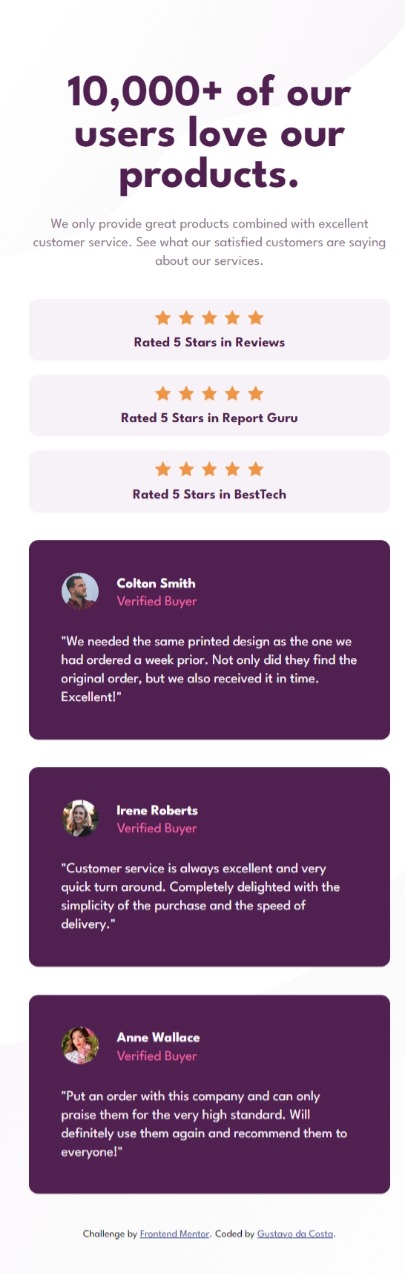 10,000+ of our
users love our
products.
We only provide great products combined with excellent
customer service. See what our satisfied customers are saying
about our services.
Rated 5 Stars in Reviews
Rated 5 Stars in Report Guru
Rated 5 Stars in BestTech
Colton Smith
Verified Buyer
"We needed the same printed design as the one we
had ordered a week prior. Not only did they find the
original order, but we also received it in time.
Excellent!"
Irene Roberts
Verified Buyer
"Customer service is always excellent and very
quick turn around. Completely delighted with the
simplicity of the purchase and the speed of
delivery."
Anne Wallace
Verified Buyer
"Put an order with this company and can only
praise them for the very high standard. Will
definitely use them again and recommend them to
everyone!"
Challenge by Frontend Mentor. Coded by Gustavo da Costa.